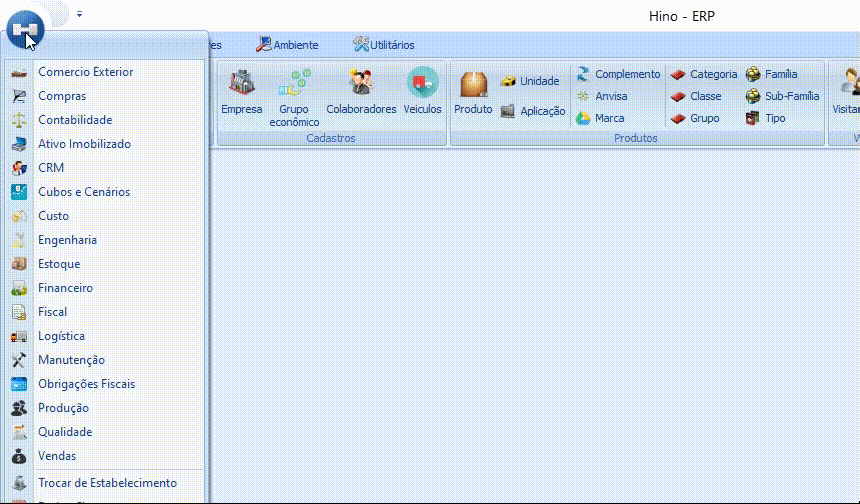 Hino - ERP
es
Ambiente
Utilitários
Empresa
Grupo
econômico
Colaboradores
Veiculos
Cadastros
Produto
Unidade
Aplicação
Complemento
Anvisa
Marca
Categoria
Classe
Grupo
Família
Sub-Família
Tipo
Produtos
Visitan
V
Comercio Exterior
Compras
Contabilidade
Ativo Imobilizado
CRM
Cubos e Cenários
Custo
Engenharia
Estoque
Financeiro
Fiscal
Logística
Manutenção
Obrigações Fiscais
Produção
Qualidade
Vendas
Trocar de Estabelecimento